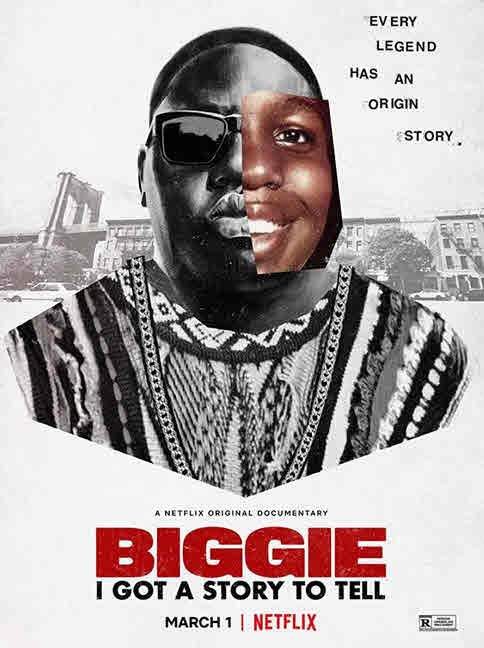 EVERY
LEGEND
HAS AN
ORIGIN
STORY
A NETFLIX ORIGINAL DOCUMENTARY
BIGGIE
I GOT A STORY TO TELL
MARCH 1 | NETFLIX
R